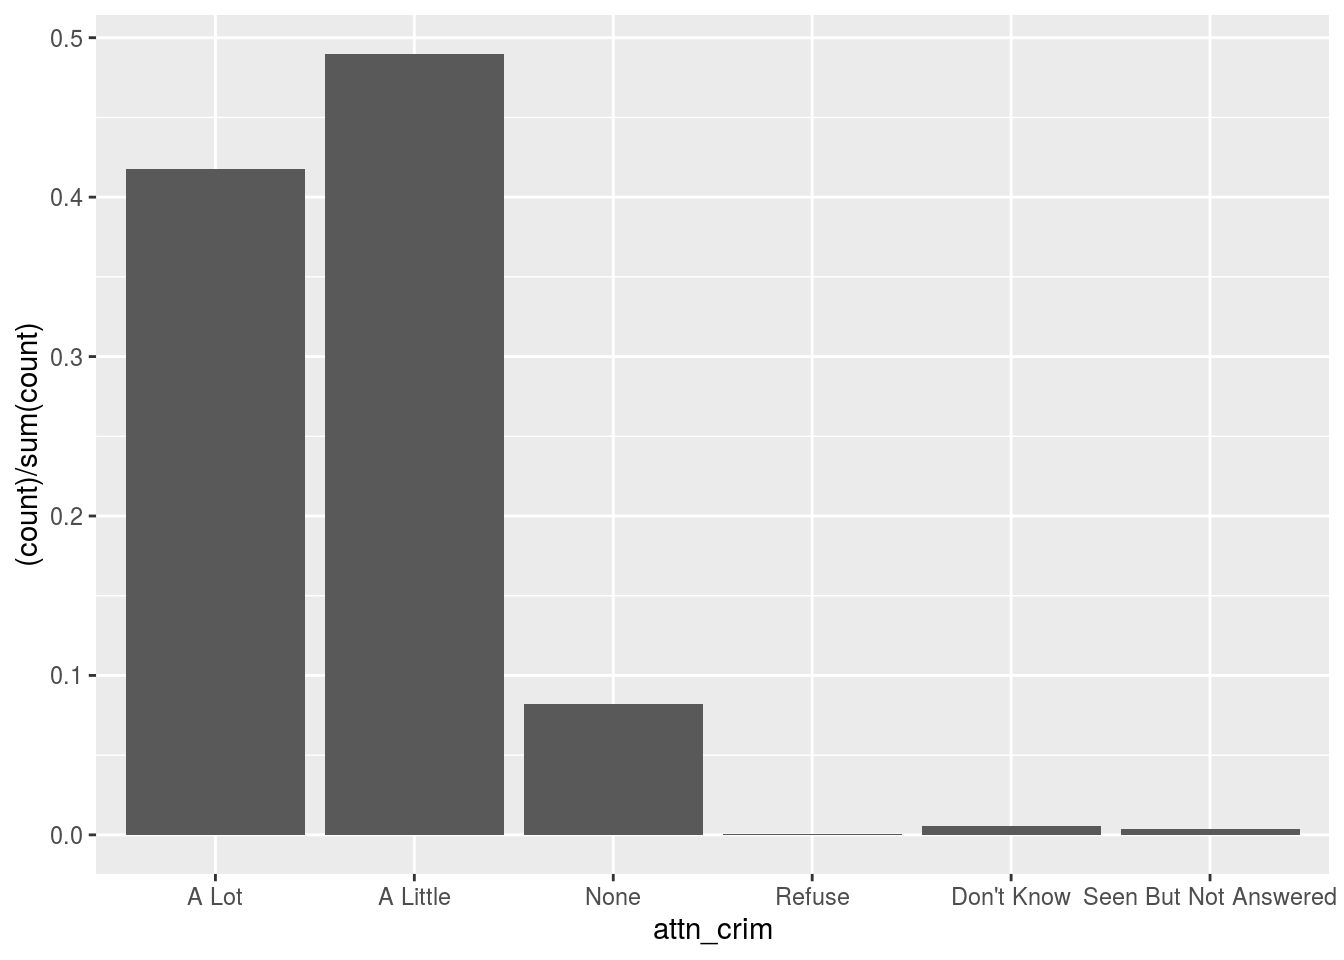 (count)/sum(count)
0.5
0.4
0.3
0.2
0.1
0.0
A Lot A Little None Refuse Don't Know Seen But Not Answered
attn_crim